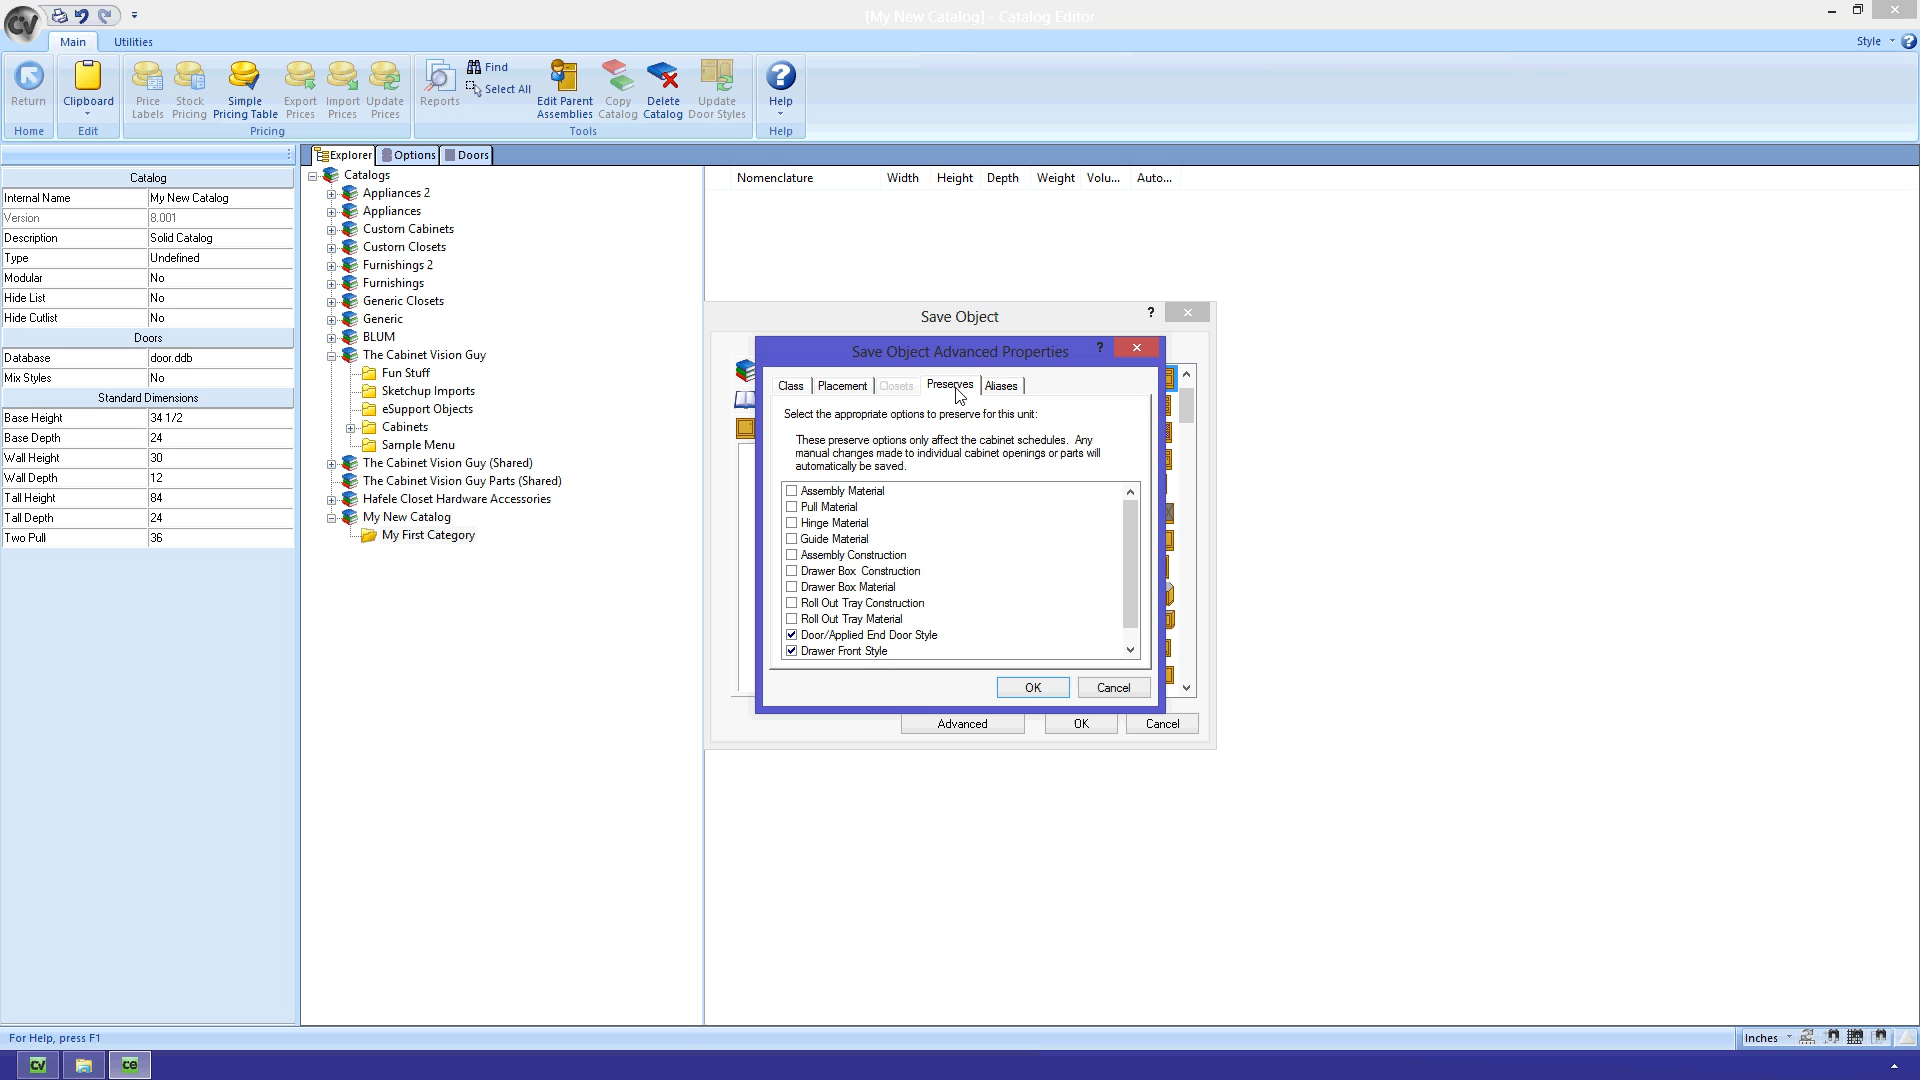 [My New Catalog] - Catalog Editor
Main
Utilities
Style
Return
Clipboard
Price Labels
Stock Pricing
Simple Pricing Table
Export Prices
Import Prices
Update Prices
Reports
Find
Select All
Edit Parent Assemblies
Copy Catalog
Delete Catalog
Update Door Styles
Help
Home
Edit
Pricing
Tools
Help
Catalog
Internal Name My New Catalog
Version 8.001
Description Solid Catalog
Type Undefined
Modular No
Hide List No
Hide Cutlist No
Doors
Database door.ddb
Mix Styles No
Standard Dimensions
Base Height 34 1/2
Base Depth 24
Wall Height 30
Wall Depth 12
Tall Height 84
Tall Depth 24
Two Pull 36
Explorer Options Doors
Catalogs
Appliances 2
Appliances
Custom Cabinets
Custom Closets
Furnishings 2
Furnishings
Generic Closets
Generic
BLUM
The Cabinet Vision Guy
Fun Stuff
Sketchup Imports
eSupport Objects
Cabinets
Sample Menu
The Cabinet Vision Guy (Shared)
The Cabinet Vision Guy Parts (Shared)
Hafele Closet Hardware Accessories
My New Catalog
My First Category
Nomenclature Width Height Depth Weight Volu... Auto...
Save Object
?
Save Object Advanced Properties
?
Class Placement Closets Preserves Aliases
Select the appropriate options to preserve for this unit:
These preserve options only affect the cabinet schedules. Any
manual changes made to individual cabinet openings or parts will
automatically be saved.
Assembly Material
Pull Material
Hinge Material
Guide Material
Assembly Construction
Drawer Box Construction
Drawer Box Material
Roll Out Tray Construction
Roll Out Tray Material
Door/Applied End Door Style
Drawer Front Style
OK Cancel
Advanced OK Cancel
For Help, press F1
Inches
CV
ce